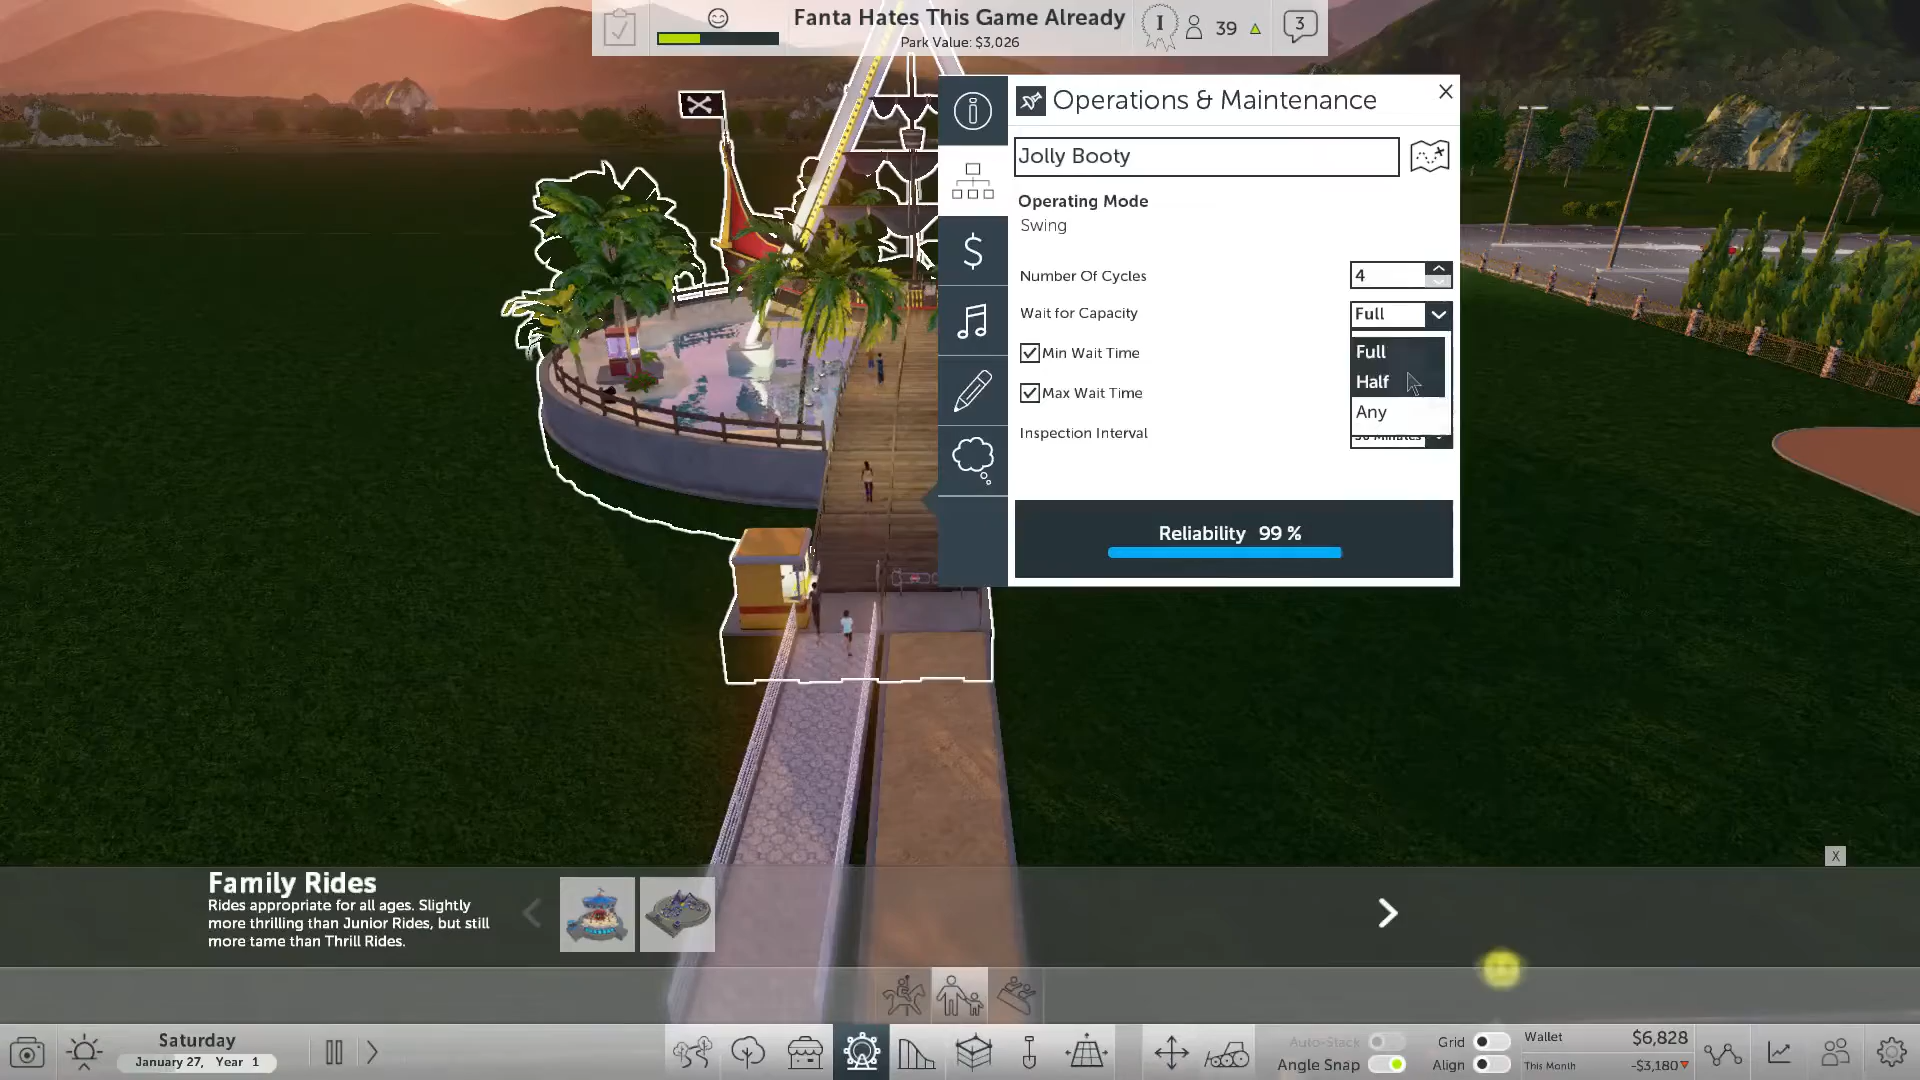 Fanta Hates This Game Already
Park Value: $3,026
I
39
3
Operations & Maintenance
X
Jolly Booty
Operating Mode
Swing
Number Of Cycles
4
Wait for Capacity
Full
Full
Half
Any
Min Wait Time
Max Wait Time
Inspection Interval
30 Minutes
Reliability 99 %
X
Family Rides
Rides appropriate for all ages. Slightly
more thrilling than Junior Rides, but still
more tame than Thrill Rides.
Saturday
January 27, Year 1
Auto-Stack
Angle Snap
Grid
Align
Wallet
$6,828
This Month
-$3,180